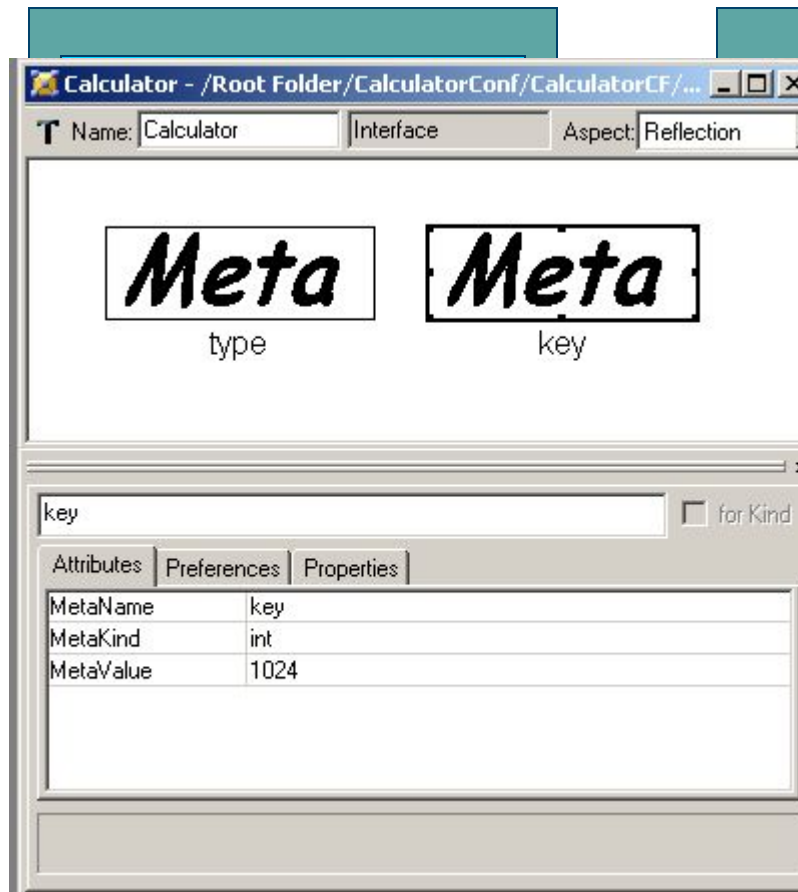 Calculator - /Root Folder/CalculatorConf/CalculatorCF/...
Name: Calculator Interface Aspect: Reflection
Meta Meta
type key
key for Kind
Attributes Preferences Properties
MetaName key
MetaKind int
MetaValue 1024